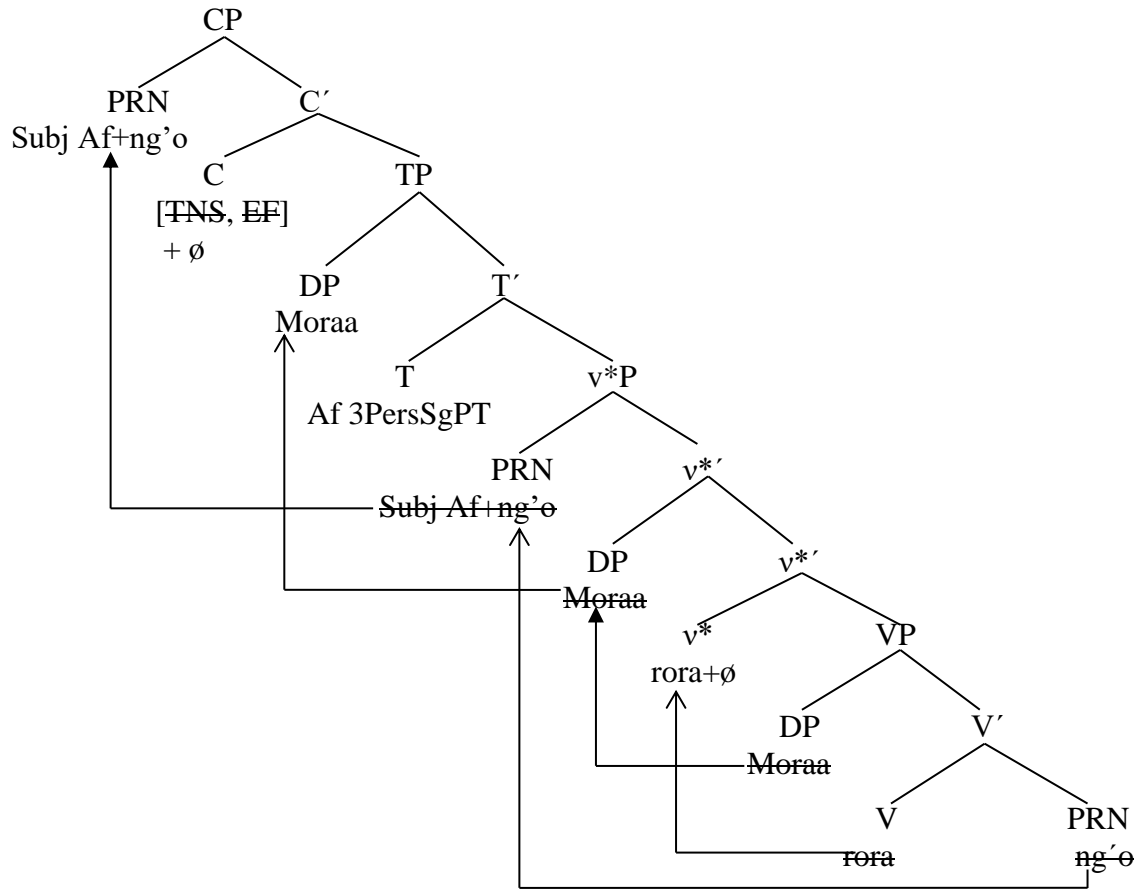 CP
PRN C´
Subj Af+ng’o
C TP
[TNS, EF]
+ ø
DP T´
Moraa
T v*P
Af 3PersSgPT
PRN v*´
Subj Af+ng’o
DP v*´
Moraa
v* VP
rora+ø
DP V´
Moraa
V PRN
rora ng´o